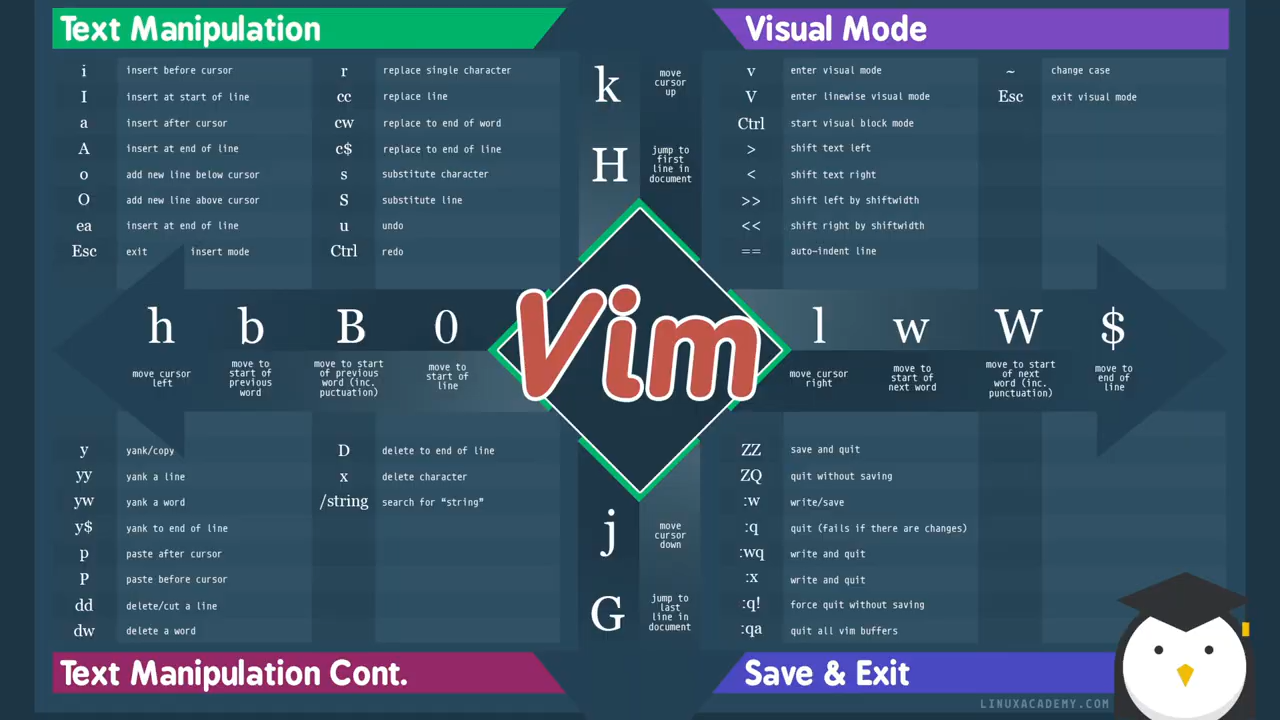 Text Manipulation
i insert before cursor
I insert at start of line
a insert after cursor
A insert at end of line
o add new line below cursor
O add new line above cursor
ea insert at end of line
Esc exit insert mode
r replace single character
cc replace line
cw replace to end of word
c$ replace to end of line
s substitute character
S substitute line
u undo
Ctrl redo
k
move
cursor
up
H
jump to
first
line in
document
Visual Mode
v enter visual mode
V enter linewise visual mode
Ctrl start visual block mode
> shift text left
< shift text right
>> shift left by shiftwidth
<< shift right by shiftwidth
== auto-indent line
~ change case
Esc exit visual mode
h
move cursor
left
b
move to
start of
previous
word
B
move to start
of previous
word (inc.
puctuation)
0
move to
start of
line
Vim
l
move cursor
right
w
move to
start of
next word
W
move to start
of next
word (inc.
punctuation)
$
move to
end of
line
y yank/copy
yy yank a line
yw yank a word
y$ yank to end of line
p paste after cursor
P paste before cursor
dd delete/cut a line
dw delete a word
D delete to end of line
x delete character
/string search for “string”
j
move
cursor
down
G
jump to
last
line in
document
ZZ save and quit
ZQ quit without saving
:w write/save
:q quit (fails if there are changes)
:wq write and quit
:x write and quit
:q! force quit without saving
:qa quit all vim buffers
Text Manipulation Cont.
Save & Exit
LINUXACADEMY.COM